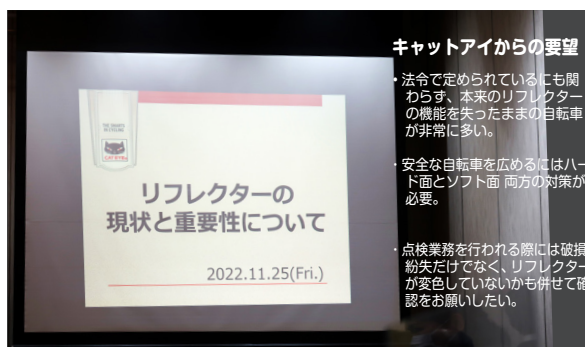 リフレクターの
現状と重要性について
2022.11.25(Fri.)
キャットアイからの要望
・法令で定められているにも関
わらず、本来のリフレクター
の機能を失ったままの自転車
が非常に多い。
・安全な自転車を広めるにはハー
ド面とソフト面 両方の対策が
必要。
・点検業務を行われる際には破損
紛失だけでなく、リフレクター
が変色していないかも併せて確
認をお願いしたい。